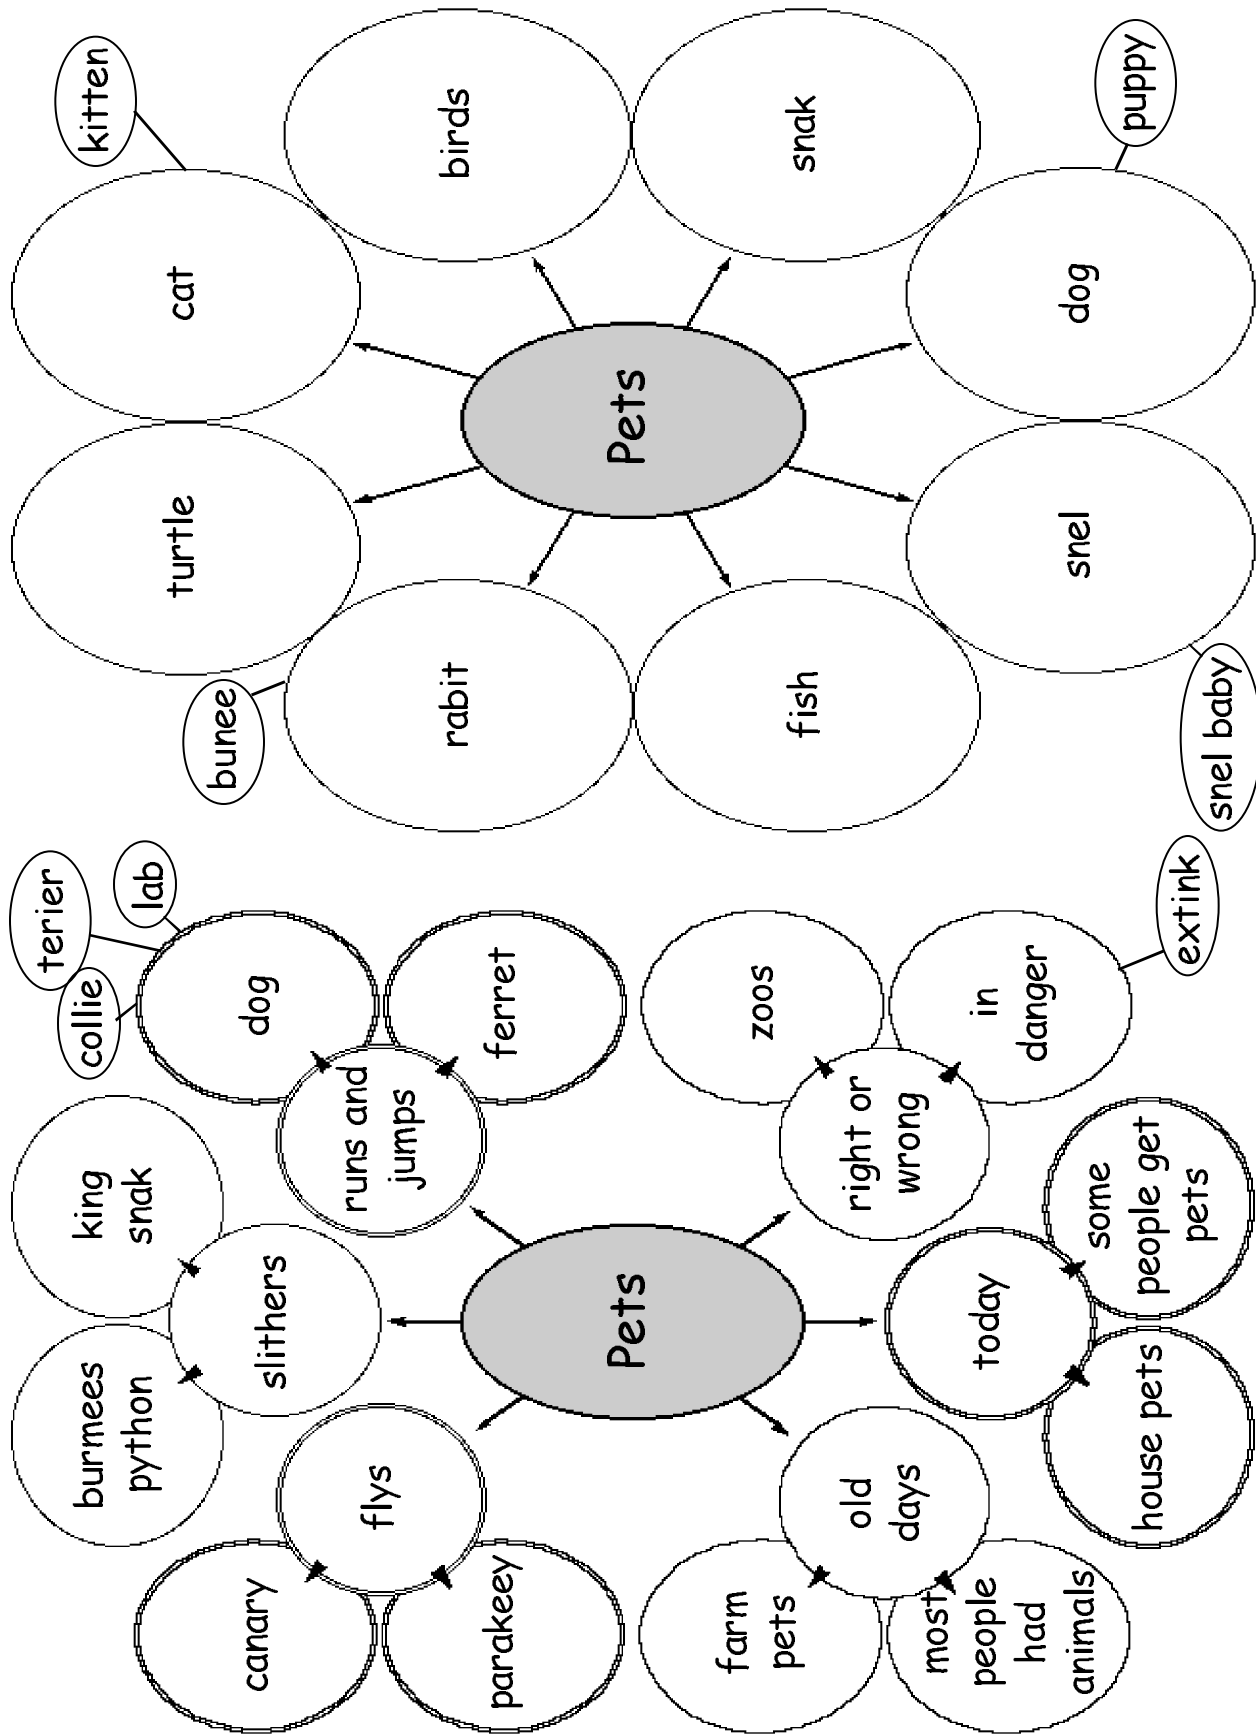 terier
lab
collie
dog
ferret
runs and
jumps
king
snak
burmees
python
slithers
flys
canary
parakeey
Pets
zoos
in
danger
extink
right or
wrong
today
some
people get
pets
house pets
old
days
farm
pets
most
people
had
animals
kitten
cat
birds
turtle
rabit
bunee
Pets
snak
dog
puppy
snel
snel baby
fish